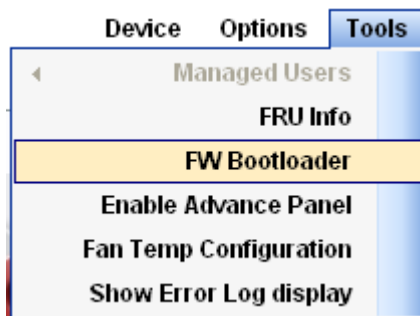 Device Options Tools
Managed Users
FRU Info
FW Bootloader
Enable Advance Panel
Fan Temp Configuration
Show Error Log display